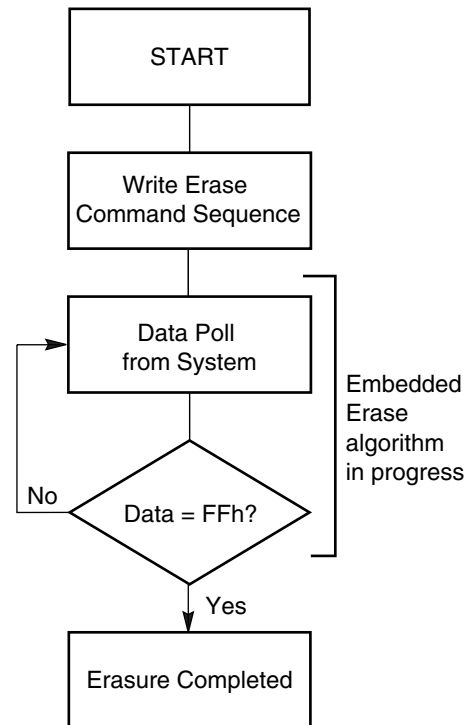 START
Write Erase
Command Sequence
Data Poll
from System
Embedded
Erase
algorithm
in progress
No
Data = FFh?
Yes
Erasure Completed